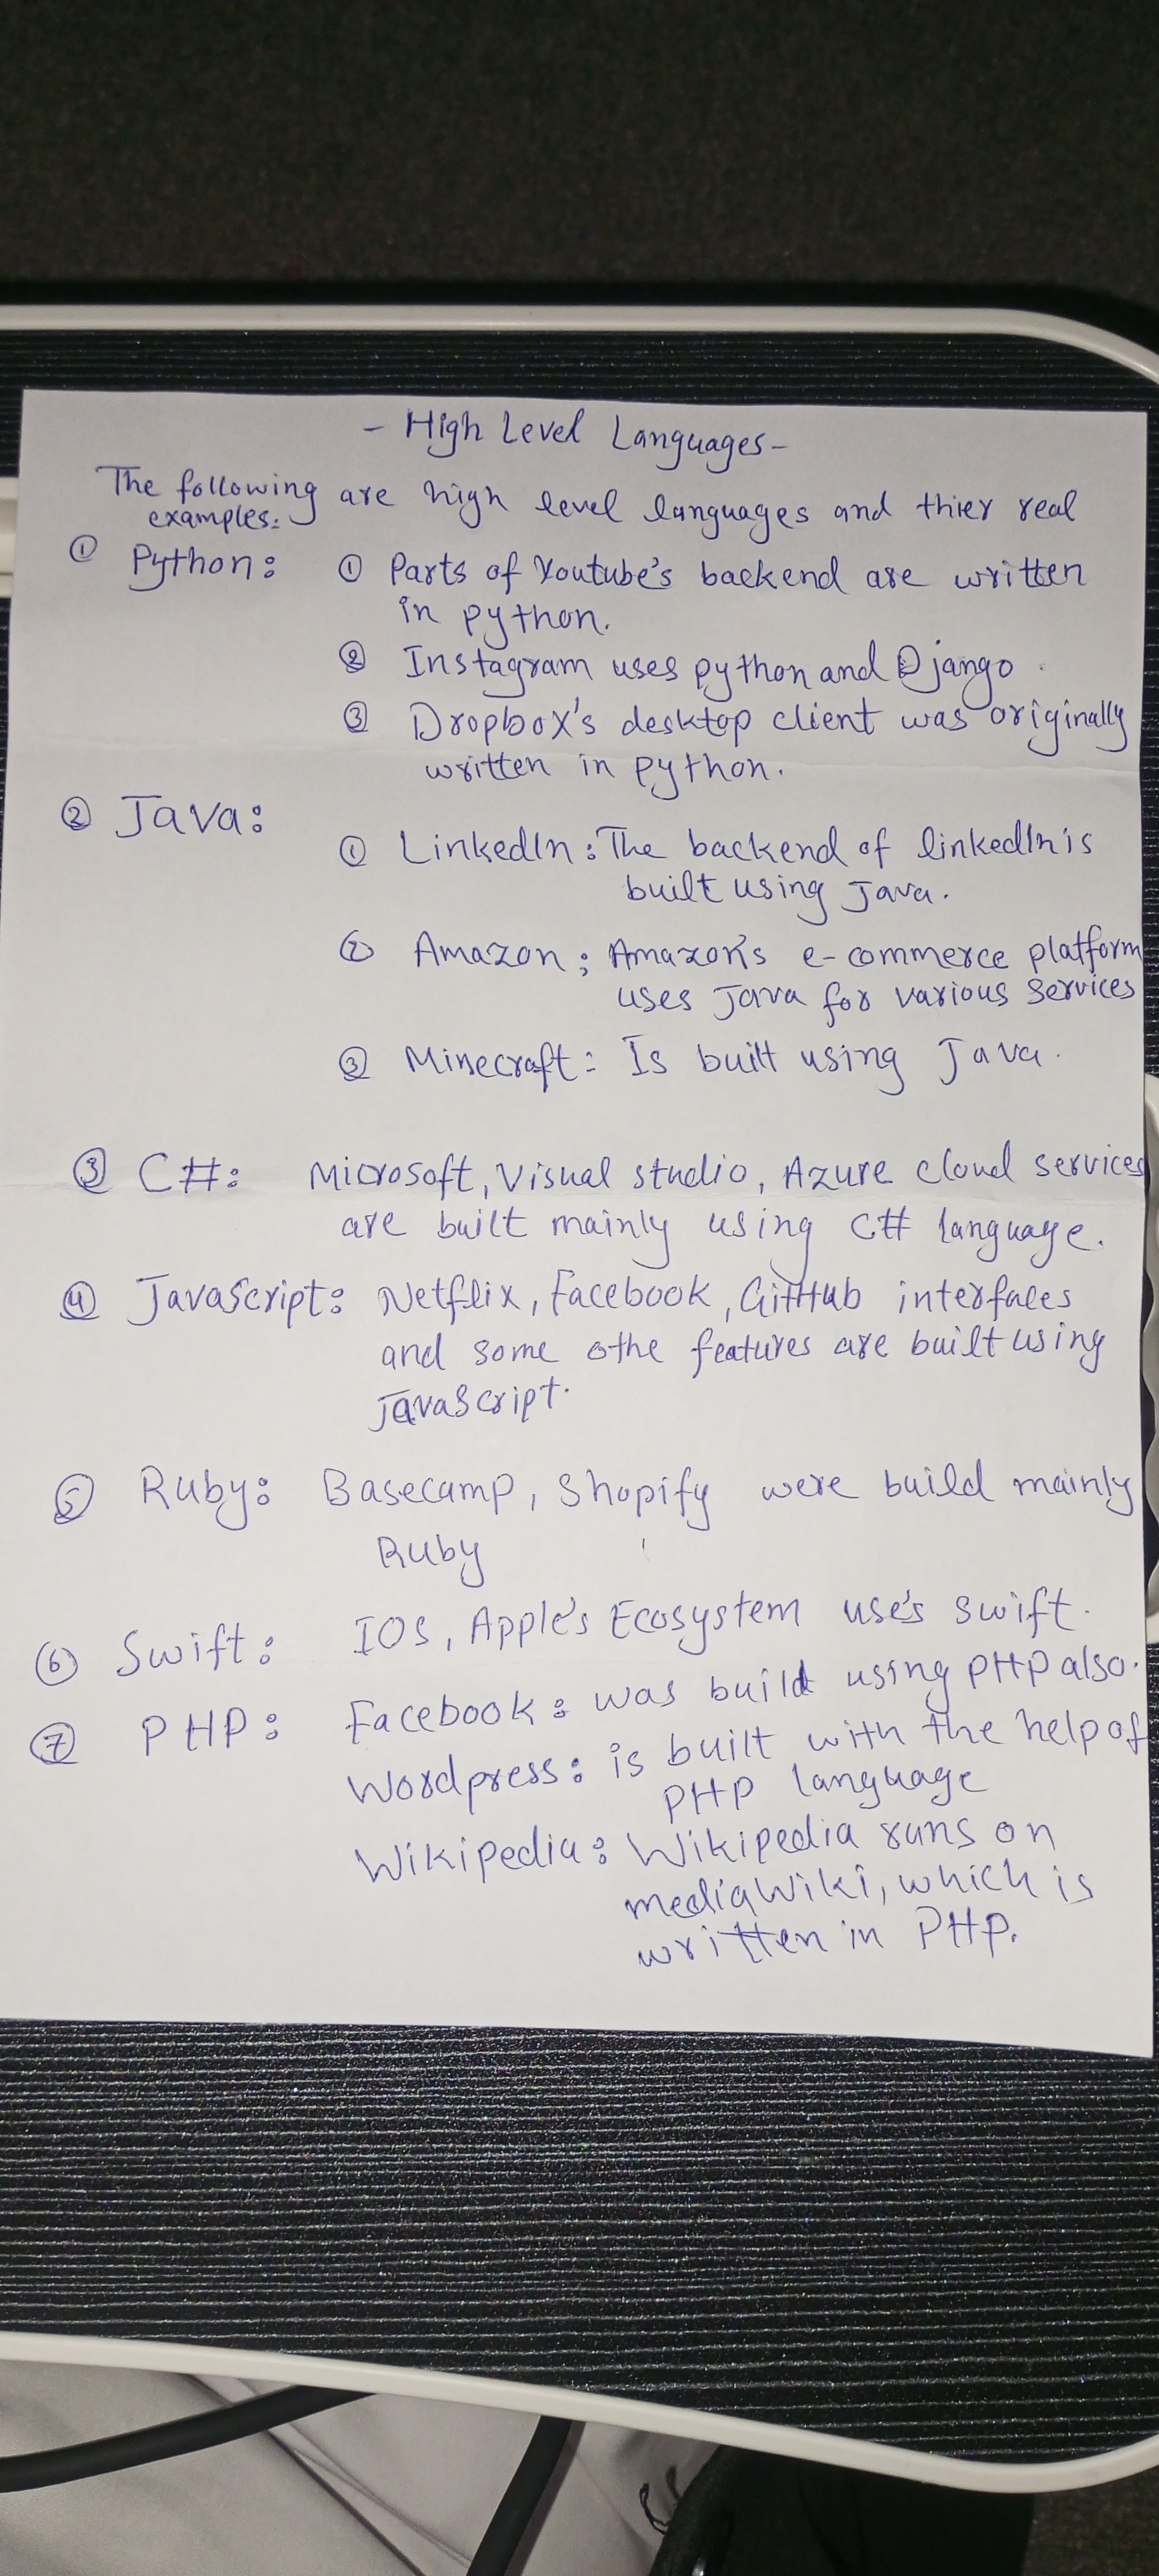 - High Level Languages -
The following are high level languages and thier real
examples:
① Python: ① Parts of Youtube's backend are written
in python.
② Instagram uses python and Django.
③ Dropbox's desktop client was originally
written in python.
② Java:
① LinkedIn: The backend of linkedIn is
built using Java.
② Amazon; Amazon's e-commerce platform
uses Java for various services
③ Minecraft: Is built using Java.
③ C#: Microsoft, Visual studio, Azure cloud services
are built mainly using C# language.
④ JavaScript: Netflix, Facebook, GitHub interfaces
and some othe features are built using
JavaScript.
⑤ Ruby: Basecamp, Shopify were build mainly
Ruby
⑥ Swift: IOS, Apple's Ecosystem use's swift.
⑦ PHP: Facebook: was build using PHP also.
Wordpress: is built with the help of
PHP language
Wikipedia: Wikipedia runs on
mediaWiki, which is
written in PHP.